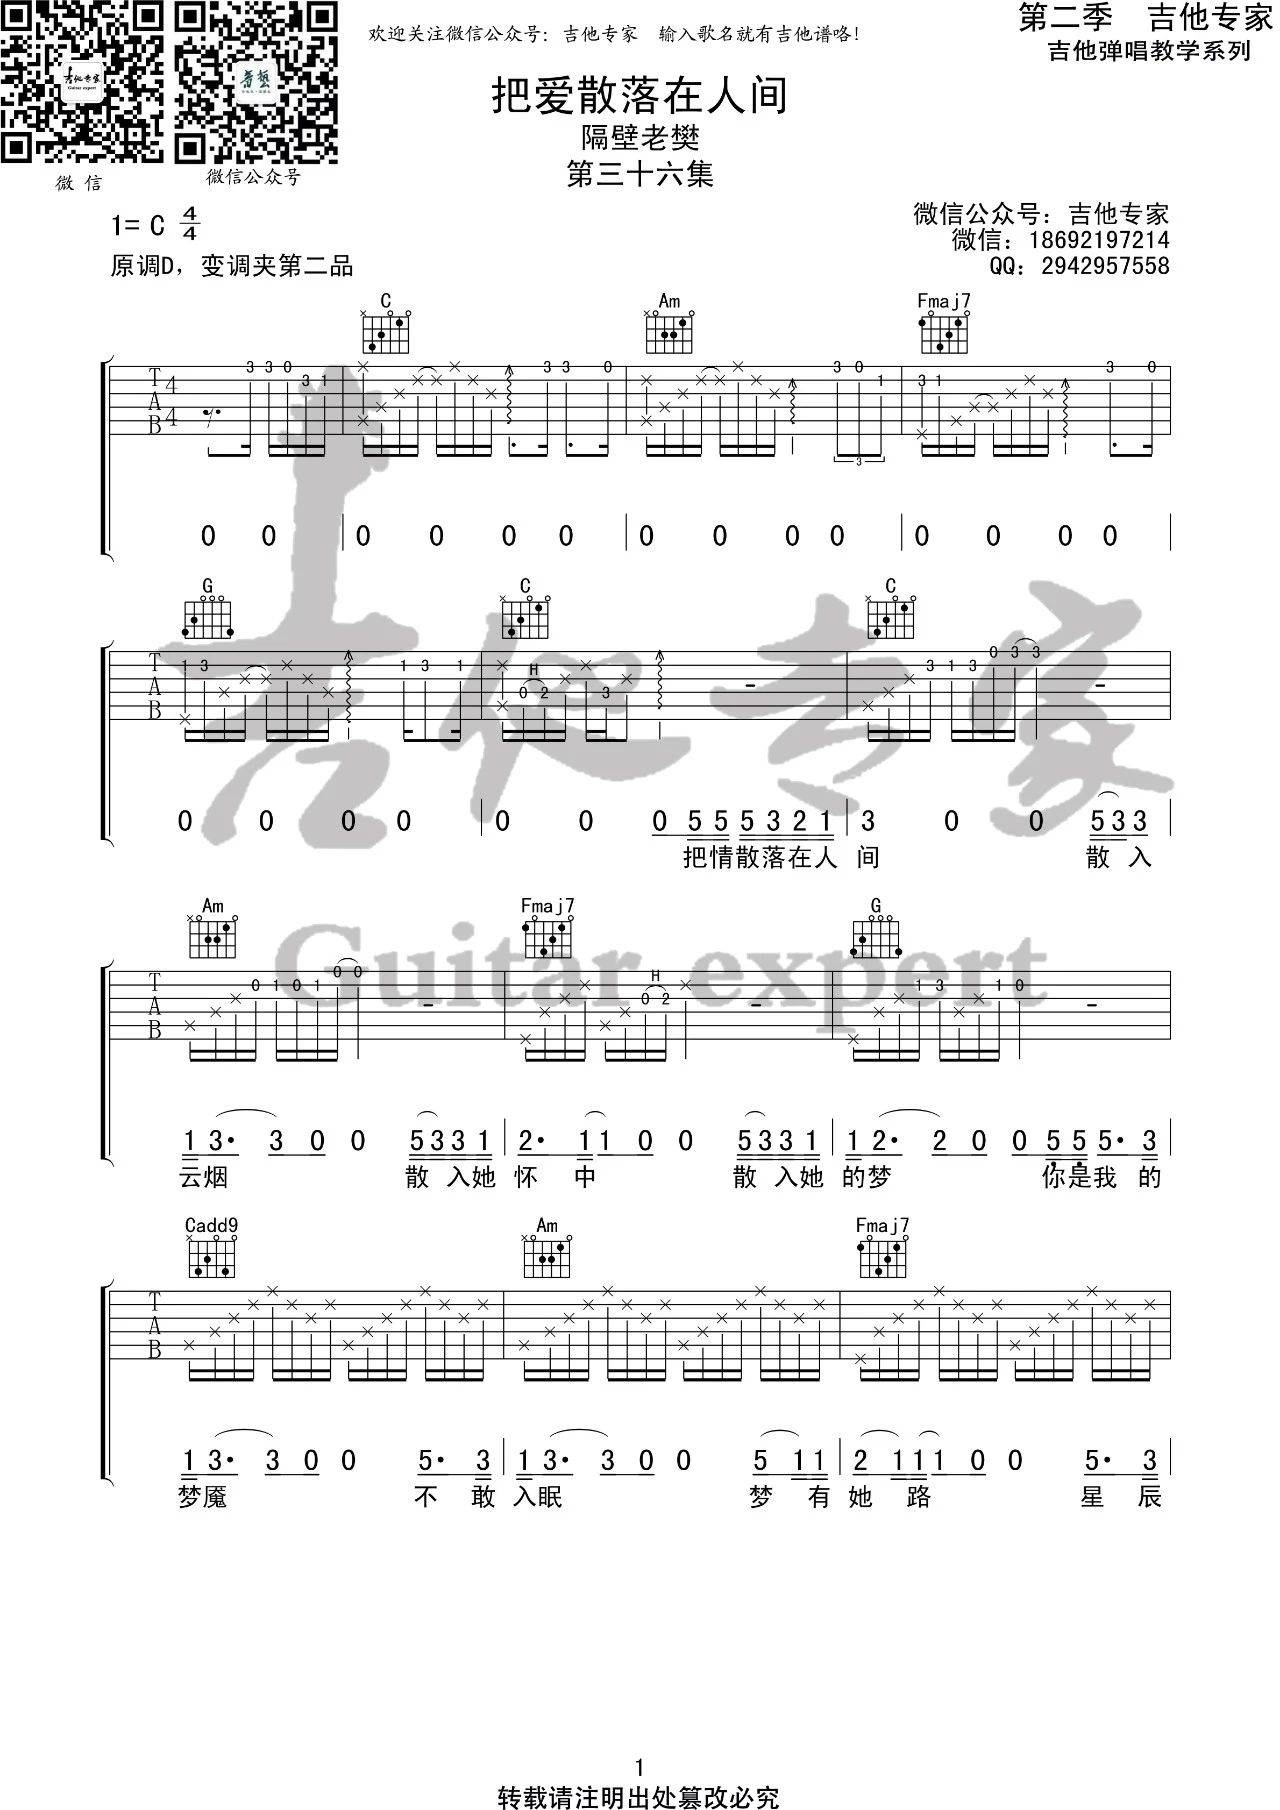 欢迎关注微信公众号：吉他专家 输入歌名就有吉他谱咯！
第二季 吉他专家
吉他弹唱教学系列
吉他专家
Guitar expert
把爱散落在人间
隔壁老樊
第三十六集
微 信
微信公众号
1= C 4/4
原调D，变调夹第二品
微信公众号：吉他专家
微信：18692197214
QQ：2942957558
C Am Fmaj7
T A B 4 4 3 3 0 3 1 3 3 0 3 0 1 3 1 3 0
3
0 0 0 0 0 0 0 0 0 0 0 0 0 0
G C C
H
T A B 1 3 1 3 1 0 2 3 3 1 3 0 3 3
0 0 0 0 0 0 0 5 5 5 3 2 1 3 0 0 5 3 3
把情散落在人 间 散 入
吉他专家
Am Fmaj7 G
Guitar expert
H
T A B 0 1 0 1 0 0 0 2 1 3 1 0
1 3· 3 0 0 5 3 3 1 2· 1 1 0 0 5 3 3 1 1 2· 2 0 0 5 5 5· 3
云烟 散 入她 怀 中 散 入她 的梦 你是我 的
Cadd9 Am Fmaj7
T A B
1 3· 3 0 0 5· 3 1 3· 3 0 0 5 1 1 2 1 1 1 0 0 5· 3
梦魇 不 敢 入眠 梦 有 她 路 星 辰
1
转载请注明出处篡改必究